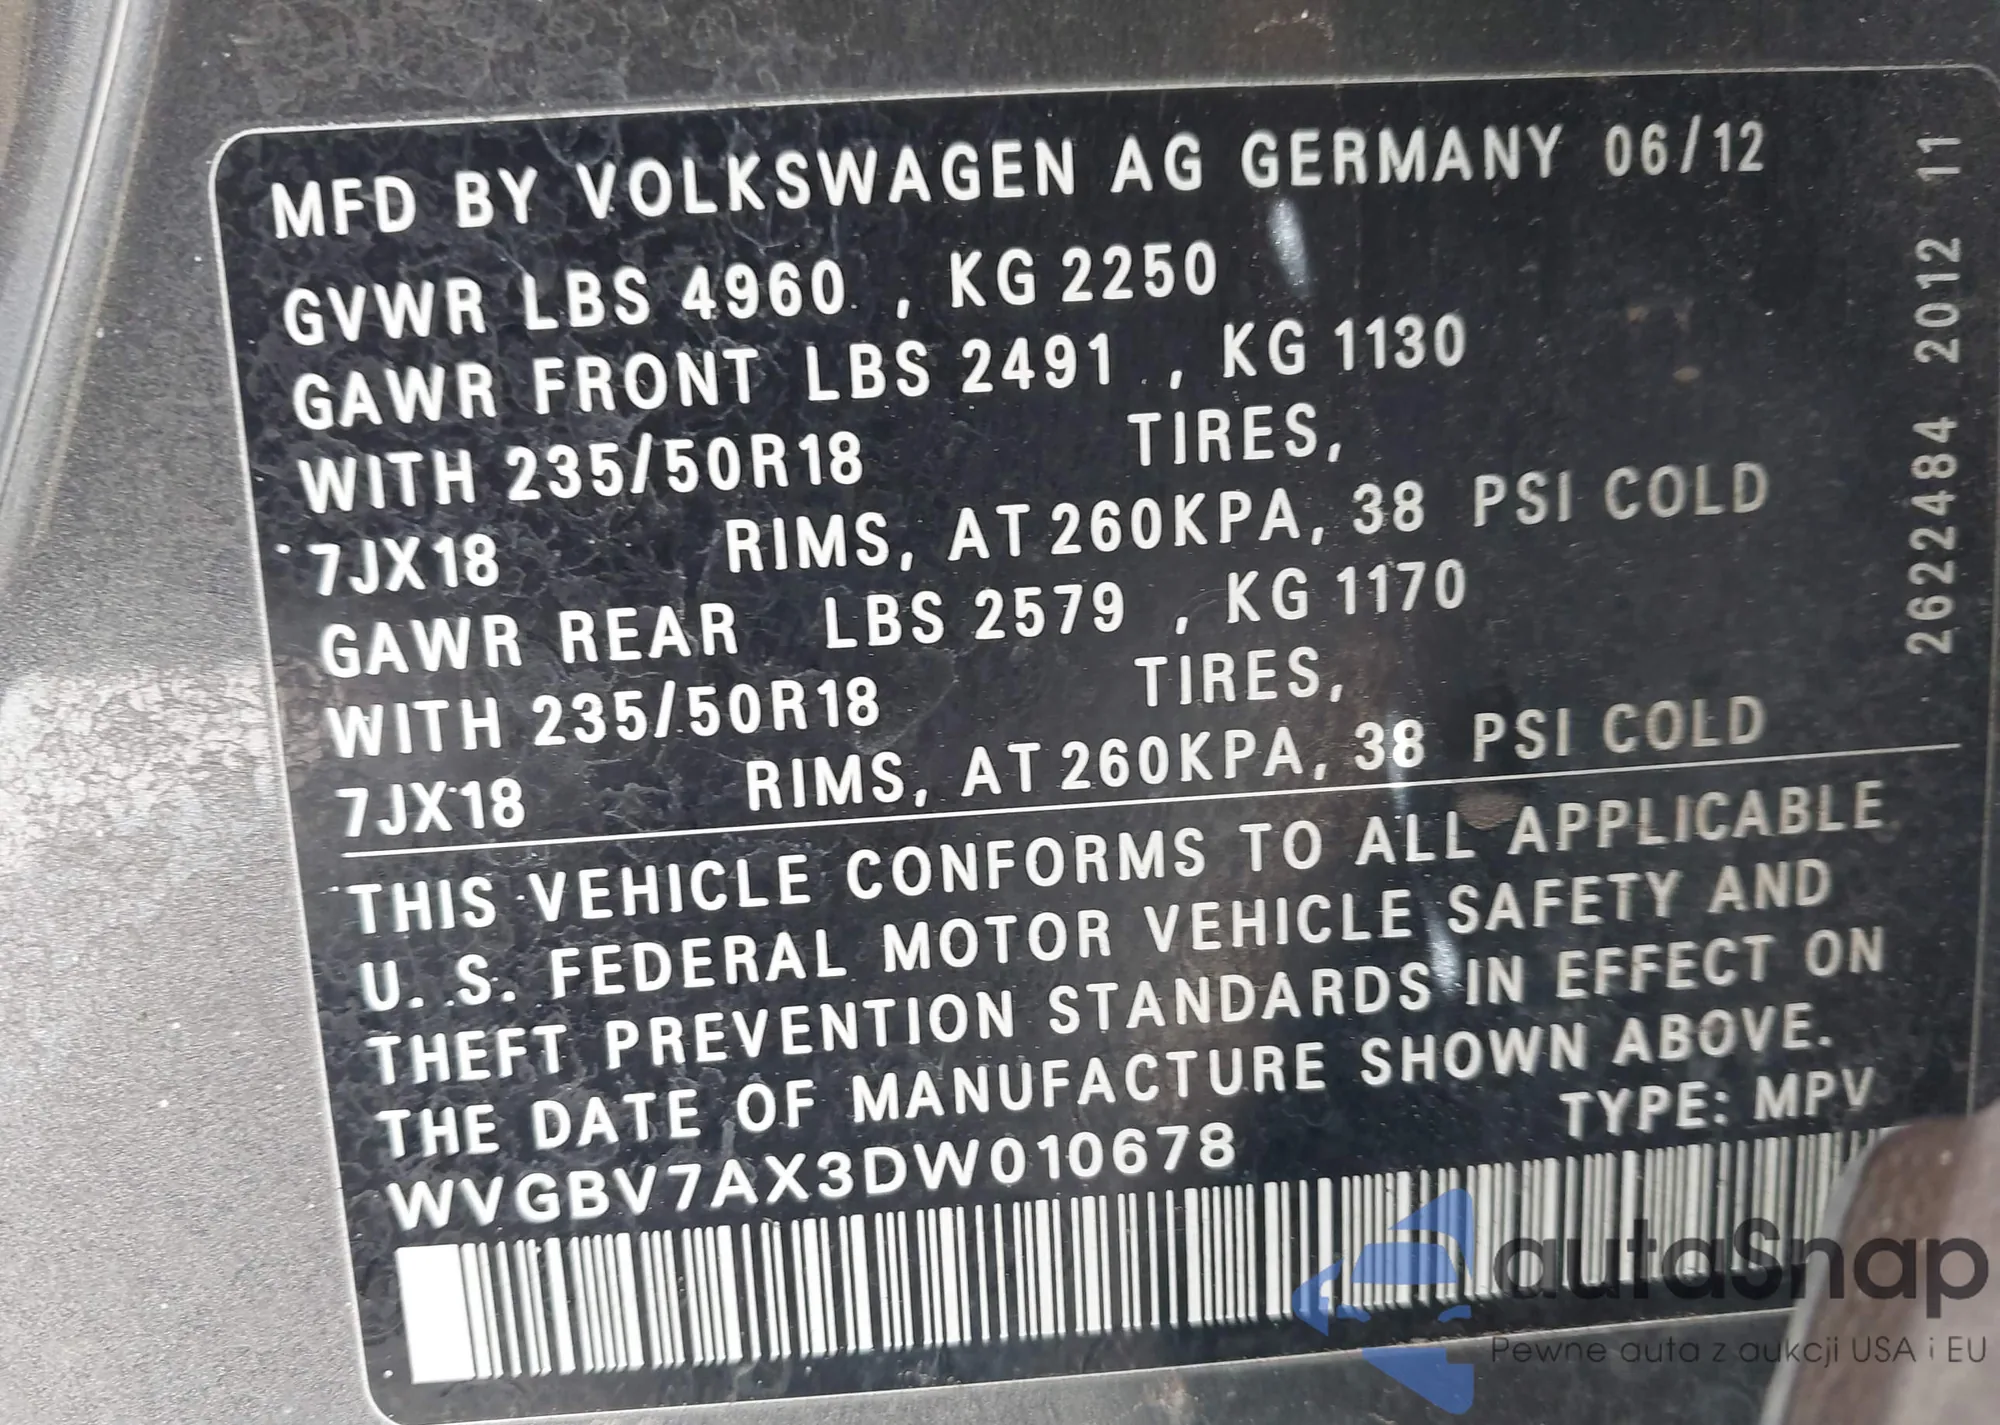 MFD BY VOLKSWAGEN AG GERMANY 06/12
GVWR LBS 4960 , KG 2250
GAWR FRONT LBS 2491 , KG 1130
WITH 235/50R18 TIRES,
7JX18 RIMS, AT 260KPA, 38 PSI COLD
GAWR REAR LBS 2579 , KG 1170
WITH 235/50R18 TIRES,
7JX18 RIMS, AT 260KPA, 38 PSI COLD
THIS VEHICLE CONFORMS TO ALL APPLICABLE
U. S. FEDERAL MOTOR VEHICLE SAFETY AND
THEFT PREVENTION STANDARDS IN EFFECT ON
THE DATE OF MANUFACTURE SHOWN ABOVE.
WVGBV7AX3DW010678 TYPE: MPV
2622484 2012 11
autaSnap
Pewne auta z aukcji USA i EU